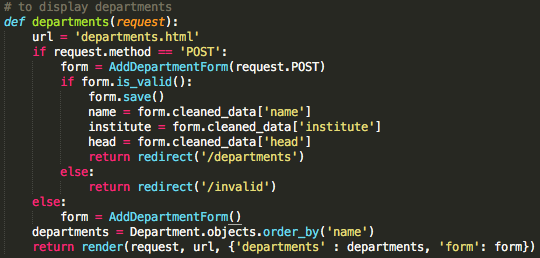 # to display departments
def departments(request):
    url = 'departments.html'
    if request.method == 'POST':
        form = AddDepartmentForm(request.POST)
        if form.is_valid():
            form.save()
            name = form.cleaned_data['name']
            institute = form.cleaned_data['institute']
            head = form.cleaned_data['head']
            return redirect('/departments')
        else:
            return redirect('/invalid')
    else:
        form = AddDepartmentForm()
    departments = Department.objects.order_by('name')
    return render(request, url, {'departments' : departments, 'form': form})